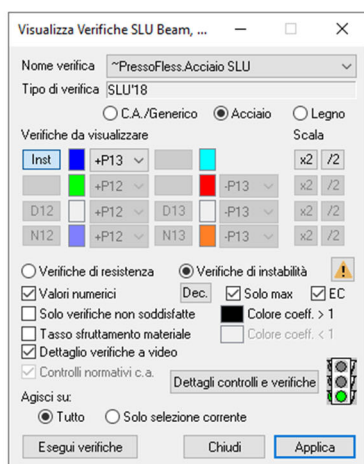 Visualizza Verifiche SLU Beam, ...
Nome verifica ~PressoFless.Acciaio SLU
Tipo di verifica SLU'18
C.A./Generico Acciaio Legno
Verifiche da visualizzare Scala
Inst +P13 x2 /2
+P12 -P13 x2 /2
D12 +P12 D13 -P13 x2 /2
N12 +P12 N13 -P13 x2 /2
Verifiche di resistenza Verifiche di instabilità
Valori numerici Dec. Solo max EC
Solo verifiche non soddisfatte Colore coeff. > 1
Tasso sfruttamento materiale Colore coeff. < 1
Dettaglio verifiche a video
Controlli normativi c.a. Dettagli controlli e verifiche
Agisci su:
Tutto Solo selezione corrente
Esegui verifiche Chiudi Applica